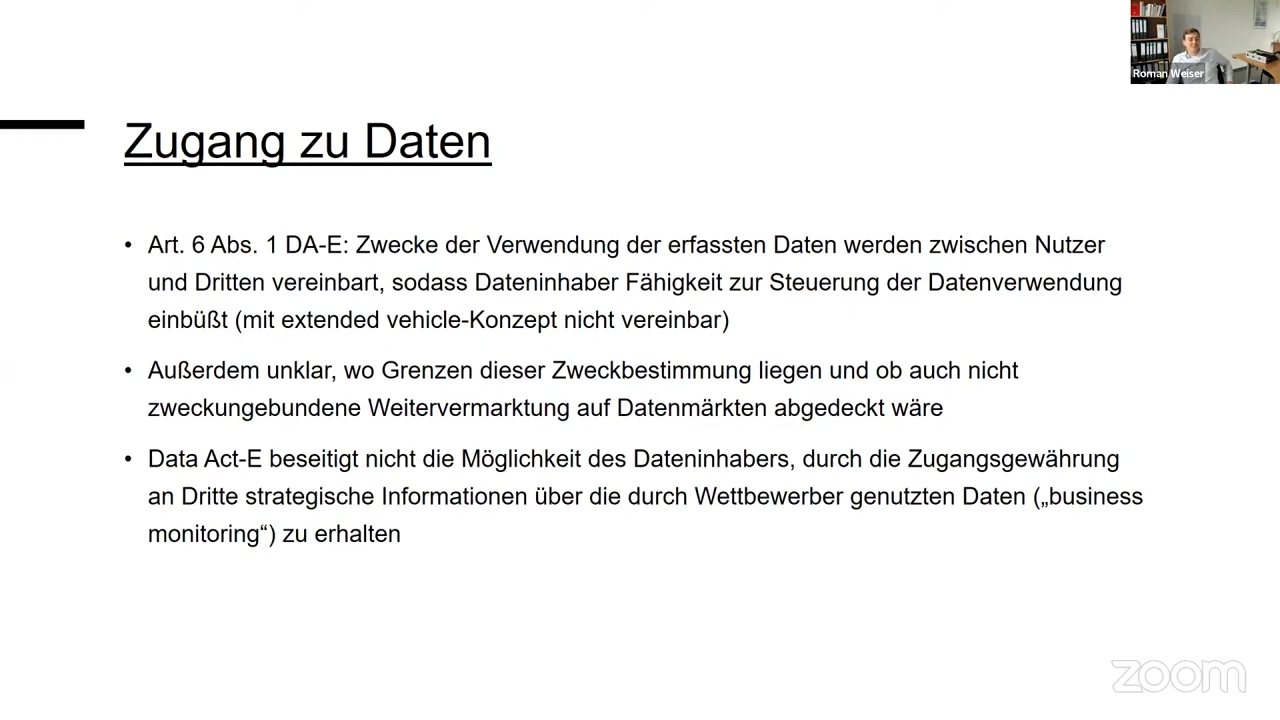 Roman Weiser
Zugang zu Daten
• Art. 6 Abs. 1 DA-E: Zwecke der Verwendung der erfassten Daten werden zwischen Nutzer
und Dritten vereinbart, sodass Dateninhaber Fähigkeit zur Steuerung der Datenverwendung
einbüßt (mit extended vehicle-Konzept nicht vereinbar)
• Außerdem unklar, wo Grenzen dieser Zweckbestimmung liegen und ob auch nicht
zweckungebundene Weitervermarktung auf Datenmärkten abgedeckt wäre
• Data Act-E beseitigt nicht die Möglichkeit des Dateninhabers, durch die Zugangsgewährung
an Dritte strategische Informationen über die durch Wettbewerber genutzten Daten („business
monitoring“) zu erhalten
zoom